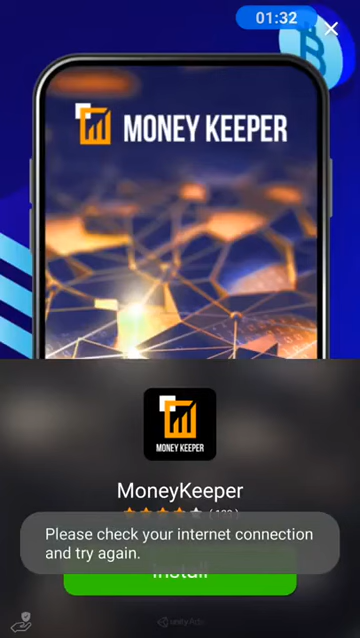 01:32
MONEY KEEPER
MONEY KEEPER
MoneyKeeper
Please check your internet connection
and try again.
Install